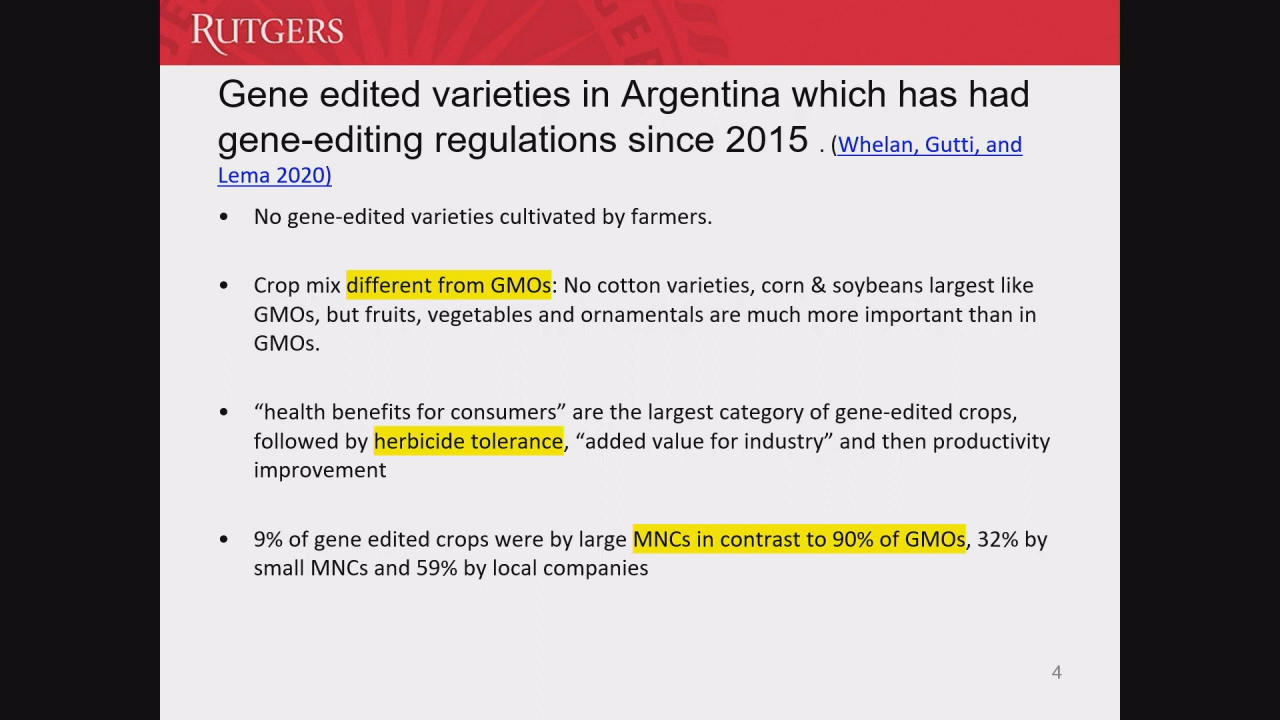 RUTGERS
Gene edited varieties in Argentina which has had
gene-editing regulations since 2015 . (Whelan, Gutti, and
Lema 2020)
• No gene-edited varieties cultivated by farmers.
• Crop mix different from GMOs: No cotton varieties, corn & soybeans largest like
GMOs, but fruits, vegetables and ornamentals are much more important than in
GMOs.
• “health benefits for consumers” are the largest category of gene-edited crops,
followed by herbicide tolerance, “added value for industry” and then productivity
improvement
• 9% of gene edited crops were by large MNCs in contrast to 90% of GMOs, 32% by
small MNCs and 59% by local companies
4